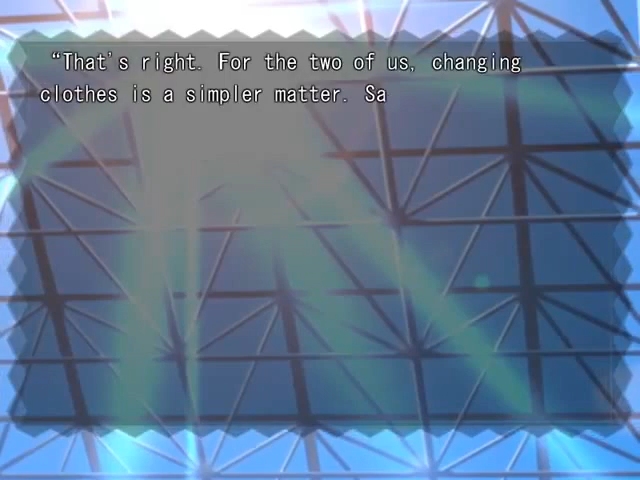 “That's right. For the two of us, changing
clothes is a simpler matter. Sa